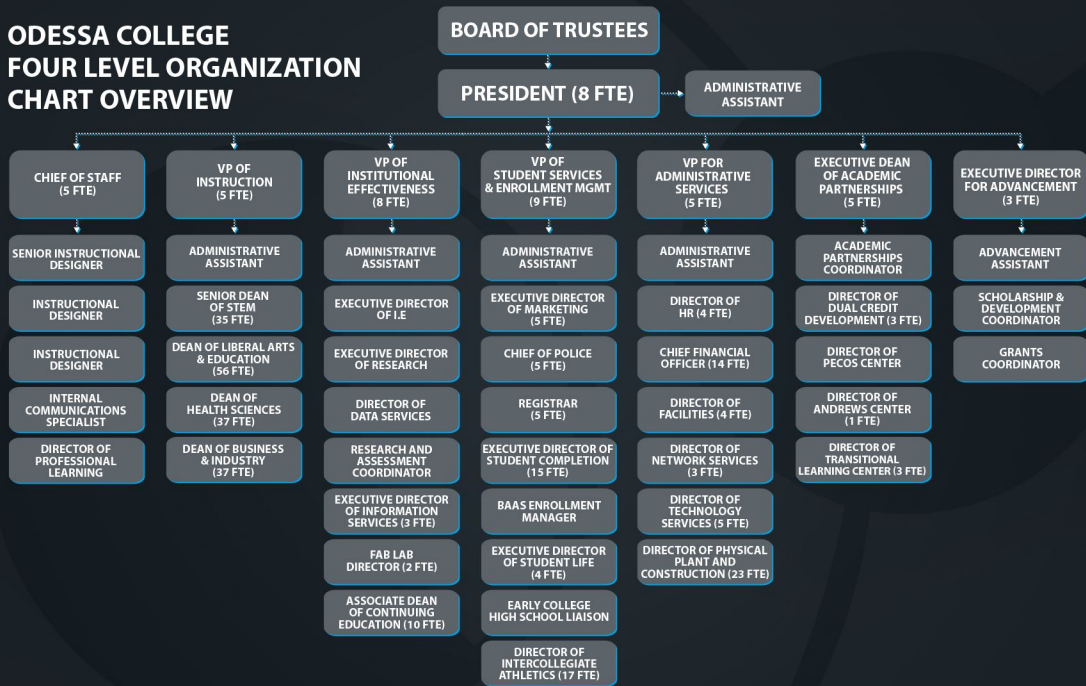 ODESSA COLLEGE
FOUR LEVEL ORGANIZATION
CHART OVERVIEW
BOARD OF TRUSTEES
PRESIDENT (8 FTE)
ADMINISTRATIVE
ASSISTANT
CHIEF OF STAFF
(5 FTE)
SENIOR INSTRUCTIONAL
DESIGNER
INSTRUCTIONAL
DESIGNER
INSTRUCTIONAL
DESIGNER
INTERNAL
COMMUNICATIONS
SPECIALIST
DIRECTOR OF
PROFESSIONAL
LEARNING
VP OF
INSTRUCTION
(5 FTE)
ADMINISTRATIVE
ASSISTANT
SENIOR DEAN
OF STEM
(35 FTE)
DEAN OF LIBERAL ARTS
& EDUCATION
(56 FTE)
DEAN OF
HEALTH SCIENCES
(37 FTE)
DEAN OF BUSINESS
& INDUSTRY
(37 FTE)
VP OF
INSTITUTIONAL
EFFECTIVENESS
(8 FTE)
ADMINISTRATIVE
ASSISTANT
EXECUTIVE DIRECTOR
OF I.E
EXECUTIVE DIRECTOR
OF RESEARCH
DIRECTOR OF
DATA SERVICES
RESEARCH AND
ASSESSMENT
COORDINATOR
EXECUTIVE DIRECTOR
OF INFORMATION
SERVICES (3 FTE)
FAB LAB
DIRECTOR (2 FTE)
ASSOCIATE DEAN
OF CONTINUING
EDUCATION (10 FTE)
VP OF
STUDENT SERVICES
& ENROLLMENT MGMT
(9 FTE)
ADMINISTRATIVE
ASSISTANT
EXECUTIVE DIRECTOR
OF MARKETING
(5 FTE)
CHIEF OF POLICE
(5 FTE)
REGISTRAR
(5 FTE)
EXECUTIVE DIRECTOR OF
STUDENT COMPLETION
(15 FTE)
BAAS ENROLLMENT
MANAGER
EXECUTIVE DIRECTOR
OF STUDENT LIFE
(4 FTE)
EARLY COLLEGE
HIGH SCHOOL LIAISON
DIRECTOR OF
INTERCOLLEGIATE
ATHLETICS (17 FTE)
VP FOR
ADMINISTRATIVE
SERVICES
(5 FTE)
ADMINISTRATIVE
ASSISTANT
DIRECTOR OF
HR (4 FTE)
CHIEF FINANCIAL
OFFICER (14 FTE)
DIRECTOR OF
FACILITIES (4 FTE)
DIRECTOR OF
NETWORK SERVICES
(3 FTE)
DIRECTOR OF
TECHNOLOGY
SERVICES (5 FTE)
DIRECTOR OF PHYSICAL
PLANT AND
CONSTRUCTION (23 FTE)
EXECUTIVE DEAN
OF ACADEMIC
PARTNERSHIPS
(5 FTE)
ACADEMIC
PARTNERSHIPS
COORDINATOR
DIRECTOR OF
DUAL CREDIT
DEVELOPMENT (3 FTE)
DIRECTOR OF
PECOS CENTER
DIRECTOR OF
ANDREWS CENTER
(1 FTE)
DIRECTOR OF
TRANSITIONAL
LEARNING CENTER (3 FTE)
EXECUTIVE DIRECTOR
FOR ADVANCEMENT
(3 FTE)
ADVANCEMENT
ASSISTANT
SCHOLARSHIP &
DEVELOPMENT
COORDINATOR
GRANTS
COORDINATOR